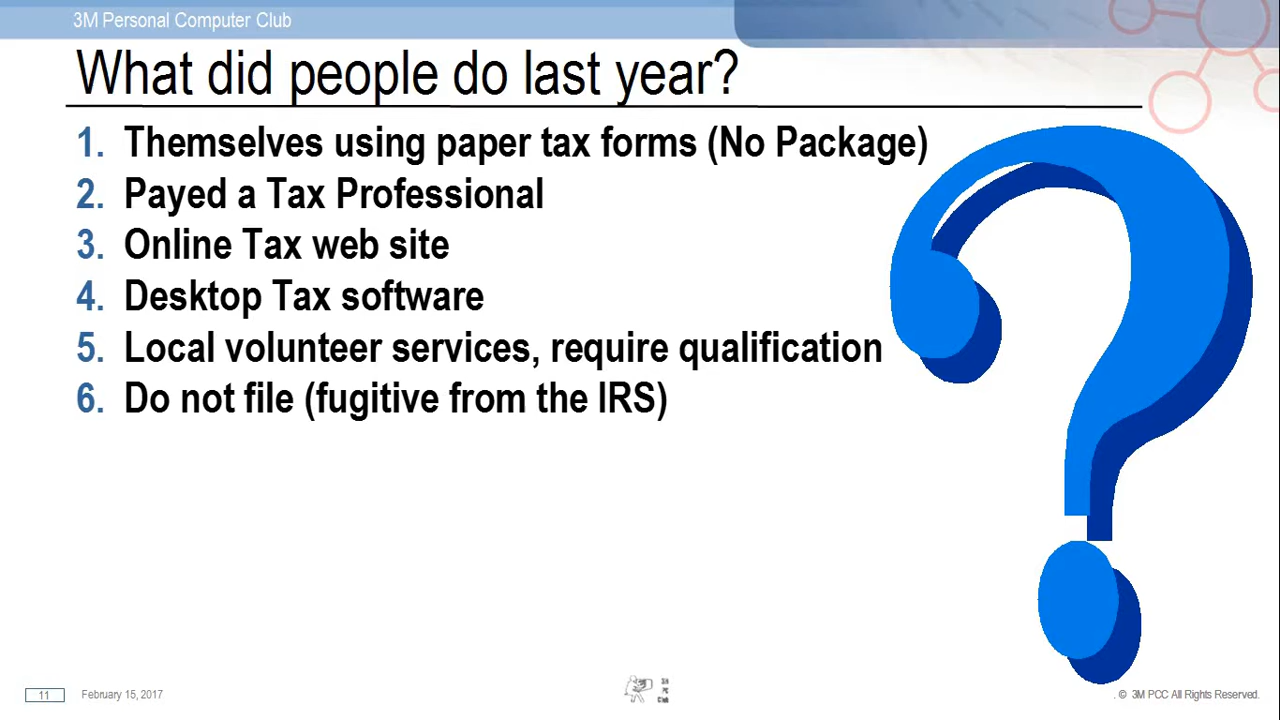 3M Personal Computer Club
What did people do last year?
1. Themselves using paper tax forms (No Package)
2. Payed a Tax Professional
3. Online Tax web site
4. Desktop Tax software
5. Local volunteer services, require qualification
6. Do not file (fugitive from the IRS)
11 February 15, 2017
. © 3M PCC All Rights Reserved.